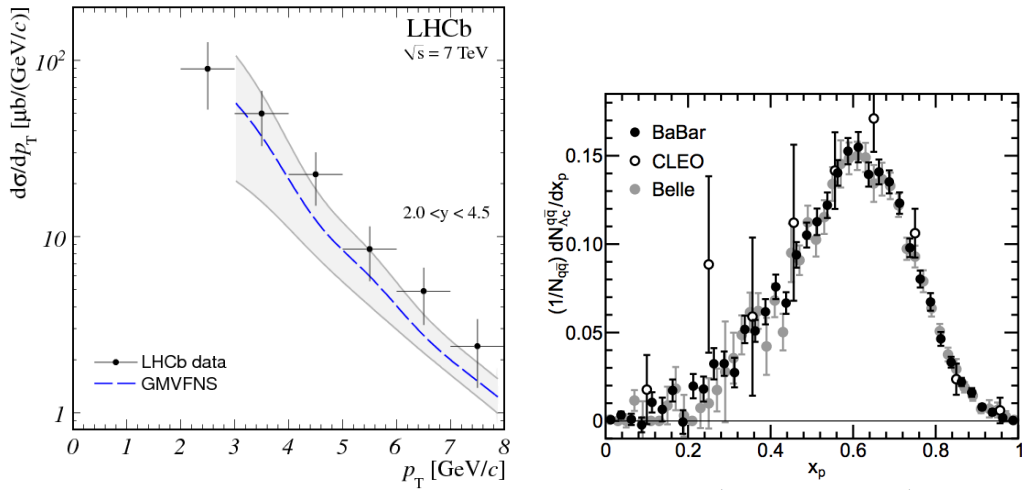 LHCb
√s = 7 TeV
dσ/dp_T [μb/(GeV/c)]
10²
10
1
2.0 <y < 4.5
LHCb data
GMVFNS
0 1 2 3 4 5 6 7 8
p_T [GeV/c]
BaBar
CLEO
Belle
(1/N_qq̅) dN_Λc^qq̅/dx_p
0.15
0.10
0.05
0
0 0.2 0.4 0.6 0.8 1
x_p